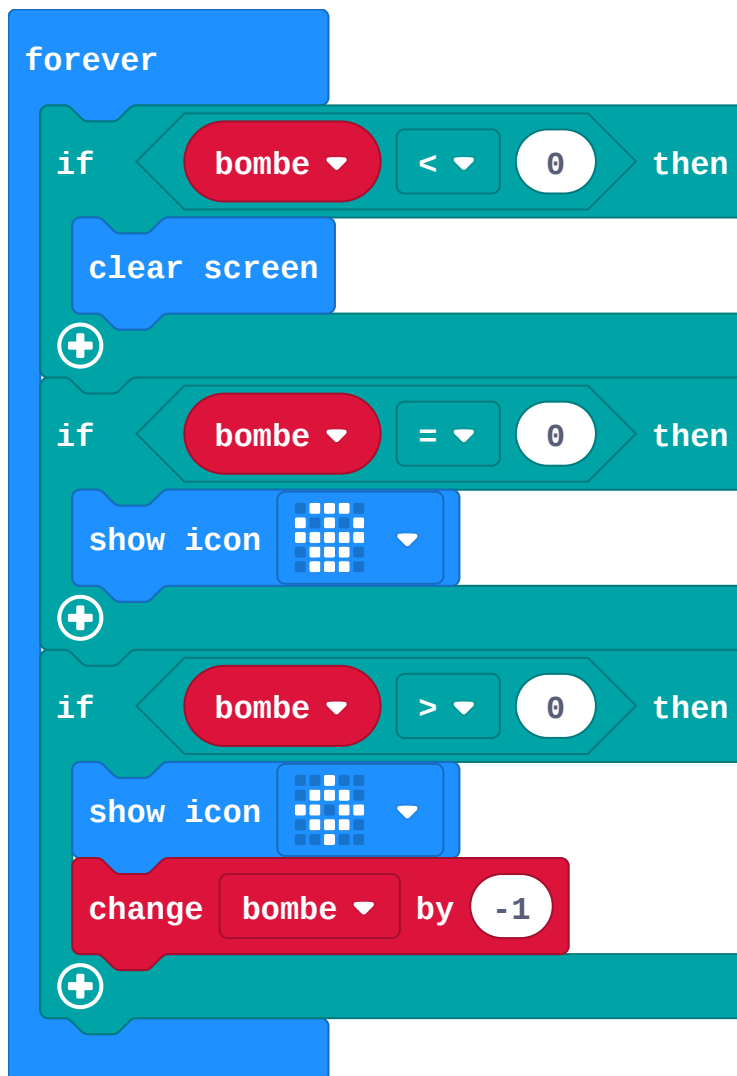 forever
if bombe < 0 then
clear screen
if bombe = 0 then
show icon
if bombe > 0 then
show icon
change bombe by -1